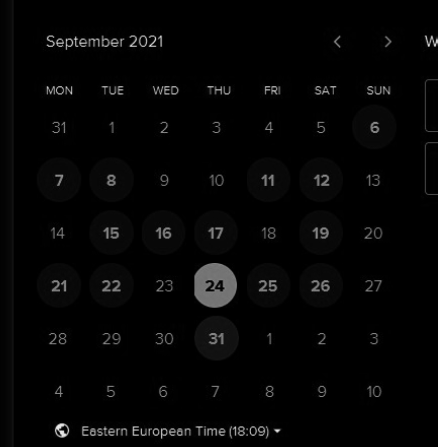 September 2021 < > W
MON TUE WED THU FRI SAT SUN
31 1 2 3 4 5 6
7 8 9 10 11 12 13
14 15 16 17 18 19 20
21 22 23 24 25 26 27
28 29 30 31 1 2 3
4 5 6 7 8 9 10
Eastern European Time (18:09)